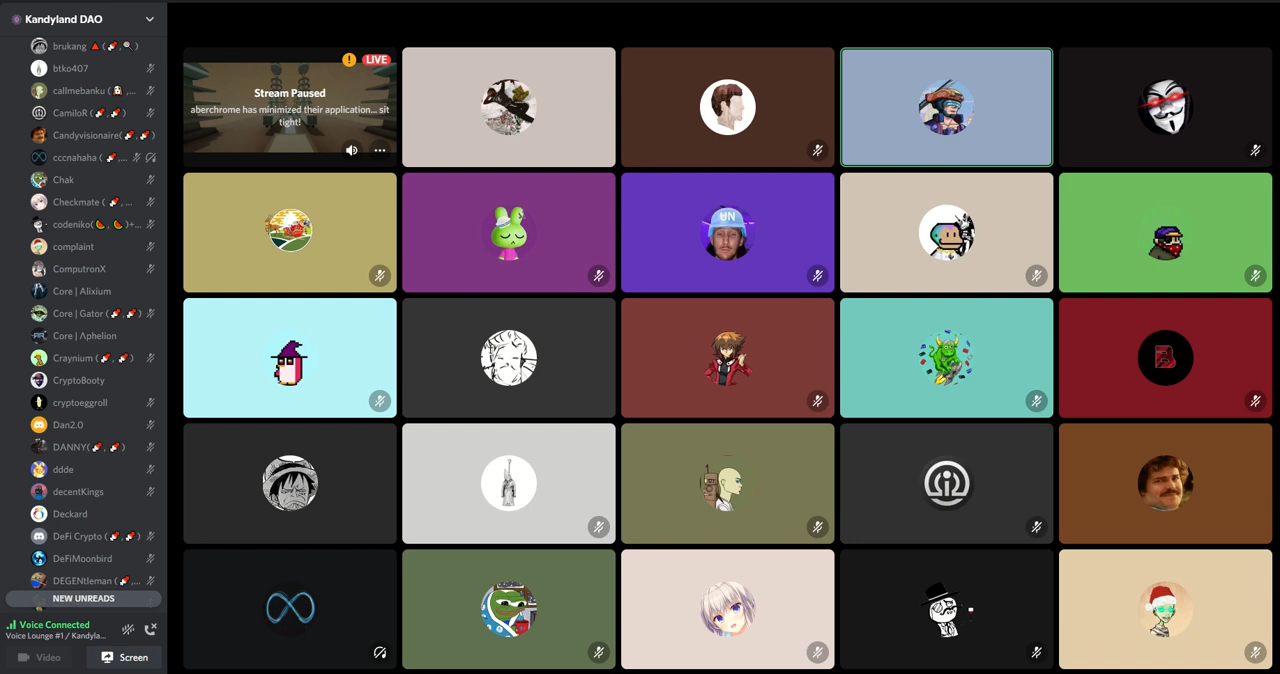 Kandyland DAO
brukang
btko407
callmebanku ( ,...
CamiloR ( , )
Candyvisionaire( , )
cccnahaha ( ,...
Chak
Checkmate ( ,...
codeniko( , )+...
complaint
ComputronX
Core | Alixium
Core | Gator ( , )
Core | Λphelion
Craynium ( , )
CryptoBooty
cryptoeggroll
Dan2.0
DANNY( , )
ddde
decentKings
Deckard
DeFi Crypto ( , )
DeFiMoonbird
DEGENtleman ( ,...
NEW UNREADS
Voice Connected
Voice Lounge #1 / Kandyla...
Video
Screen
LIVE
Stream Paused
aberchrome has minimized their application... sit
tight!
UN